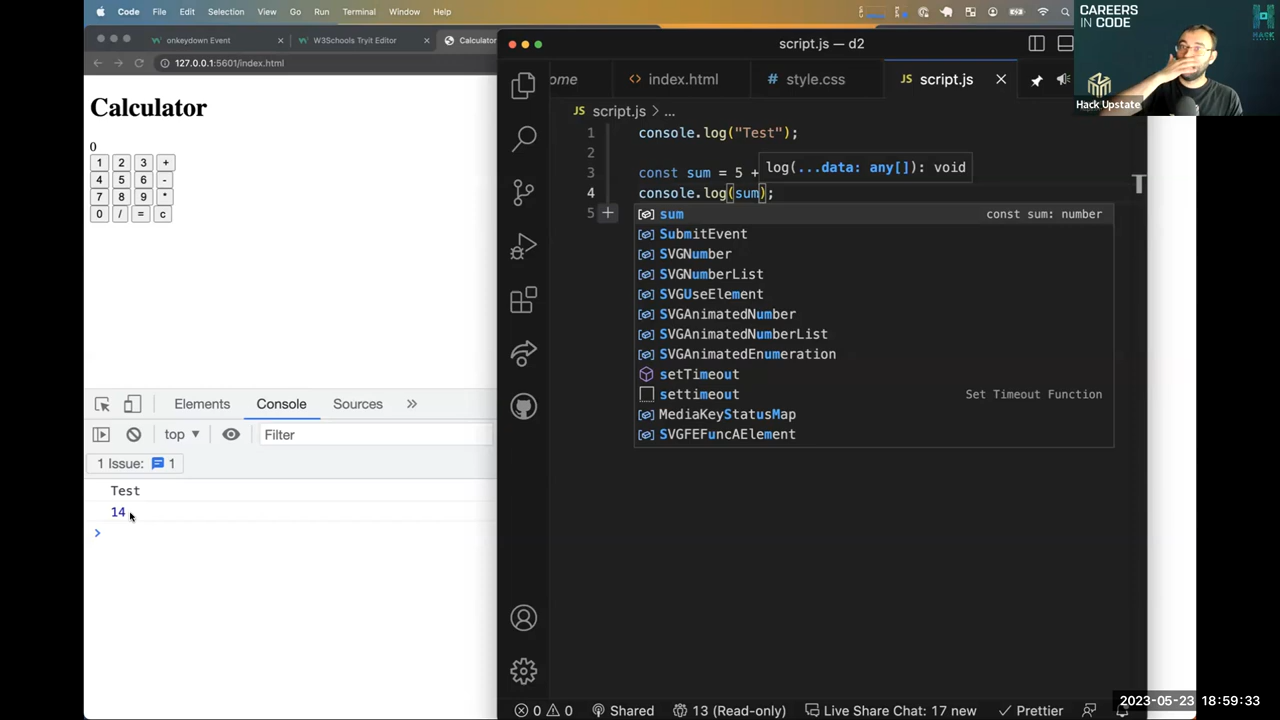 Code File Edit Selection View Go Run Terminal Window Help
CAREERS
IN
CODE
HACK
UPSTATE
Hack Upstate
onkeydown Event
W3Schools Tryit Editor
Calculator
127.0.0.1:5601/index.html
Calculator
0
1 2 3 +
4 5 6 -
7 8 9 *
0 / = c
Elements Console Sources
top Filter
1 Issue: 1
Test
14
script.js — d2
ome index.html style.css script.js
JS script.js > ...
1 console.log("Test");
2
3 const sum = 5 +
log(...data: any[]): void
4 console.log(sum);
5
sum const sum: number
SubmitEvent
SVGNumber
SVGNumberList
SVGUseElement
SVGAnimatedNumber
SVGAnimatedNumberList
SVGAnimatedEnumeration
setTimeout
settimeout Set Timeout Function
MediaKeyStatusMap
SVGFEFuncAElement
0 0 Shared 13 (Read-only) Live Share Chat: 17 new Prettier
2023-05-23 18:59:33